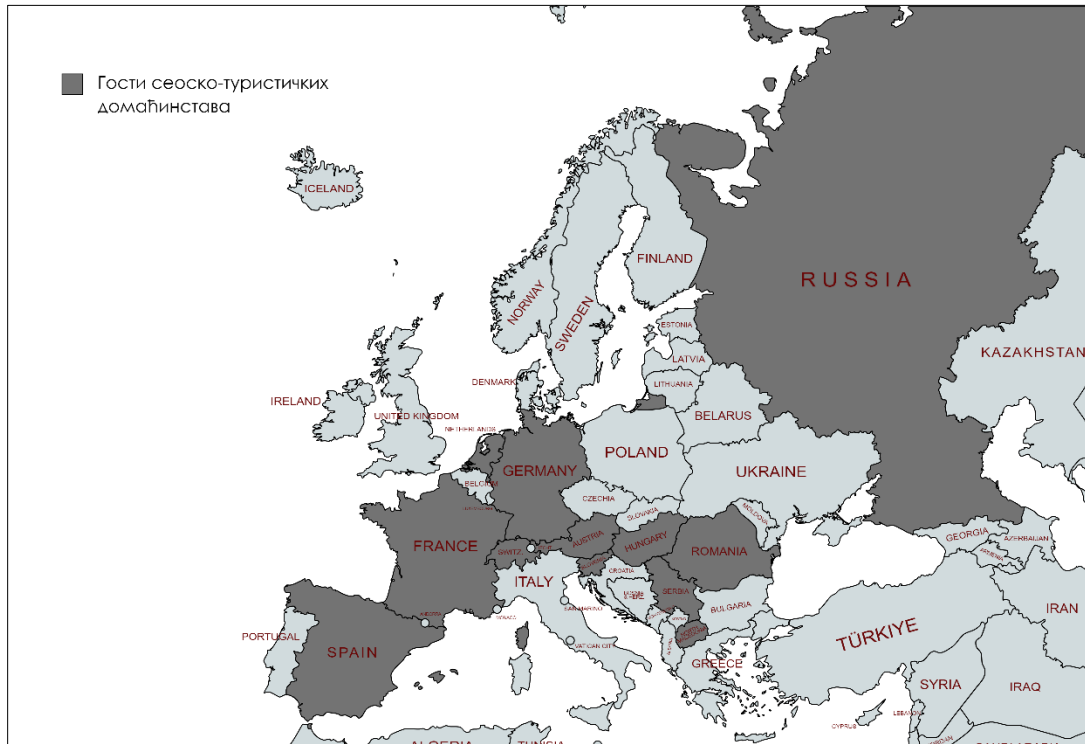 Гости сеоско-туристичких
домаћинстава
ICELAND
FINLAND
RUSSIA
NORWAY
SWEDEN
ESTONIA
KAZAKHSTAN
LATVIA
DENMARK
LITHUANIA
IRELAND
UNITED KINGDOM
BELARUS
NETHERLANDS
POLAND
GERMANY
UKRAINE
BELGIUM
CZECHIA
SLOVAKIA
MOLDOVA
FRANCE
SWITZ.
AUSTRIA
HUNGARY
ROMANIA
GEORGIA
AZERBAIJAN
CROATIA
ITALY
SERBIA
SAN MARINO
BULGARIA
IRAN
PORTUGAL
SPAIN
VATICAN CITY
GREECE
TÜRKIYE
SYRIA
IRAQ
LEBANON
CYPRUS
ALGERIA
TUNISIA